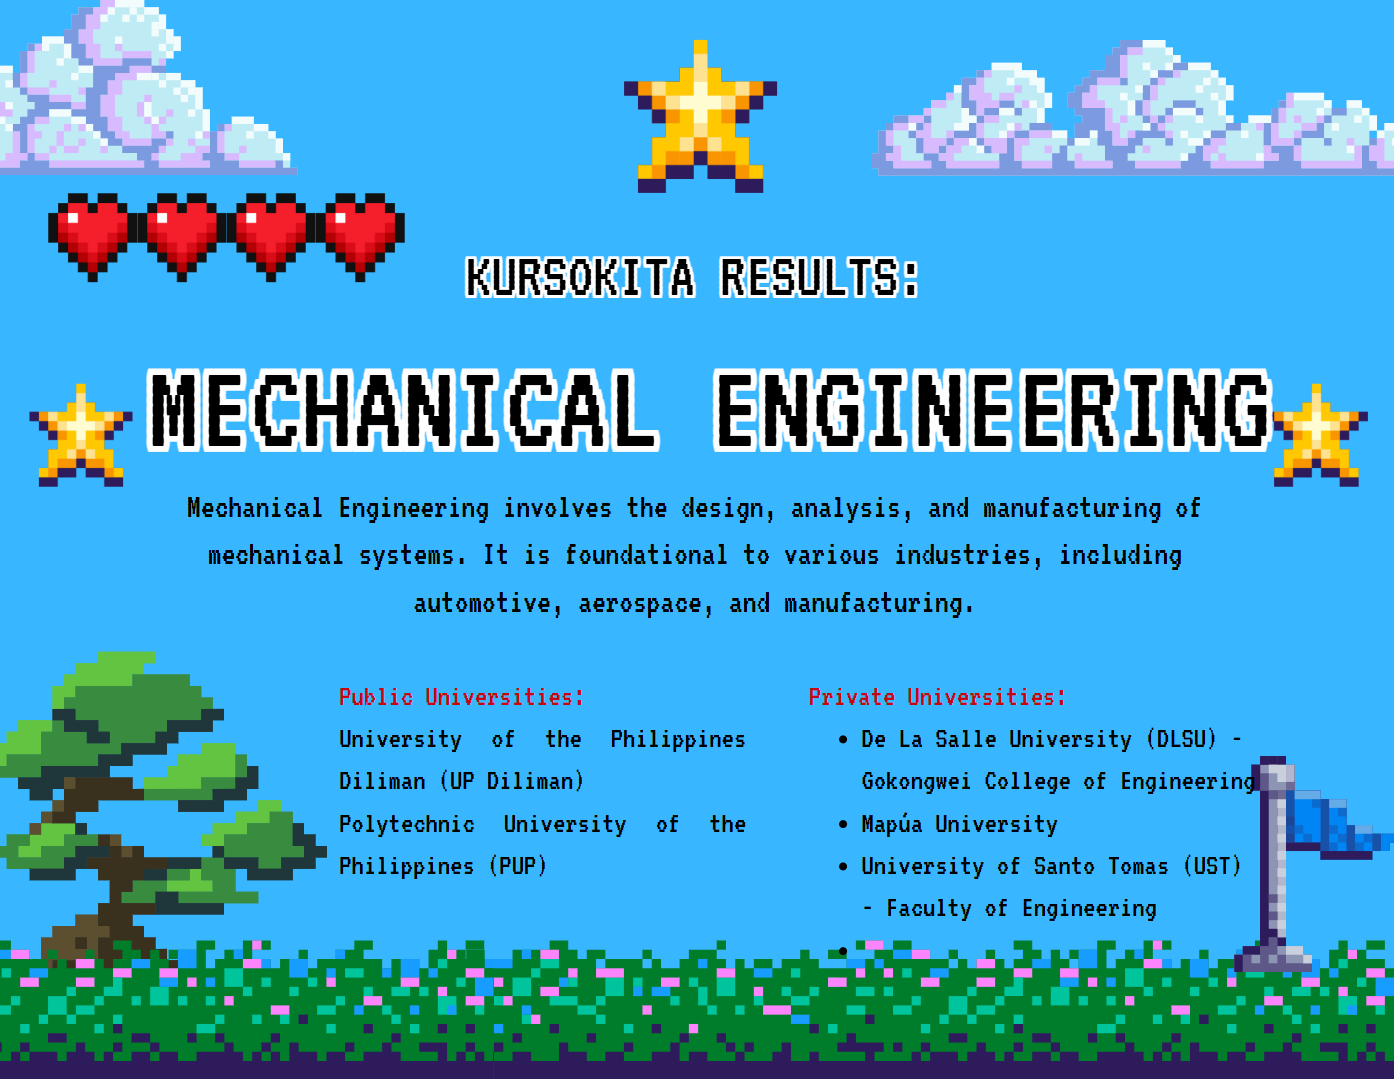 KURSOKITA RESULTS:
MECHANICAL ENGINEERING
Mechanical Engineering involves the design, analysis, and manufacturing of
mechanical systems. It is foundational to various industries, including
automotive, aerospace, and manufacturing.
Public Universities:
University of the Philippines
Diliman (UP Diliman)
Polytechnic University of the
Philippines (PUP)
Private Universities:
• De La Salle University (DLSU) -
Gokongwei College of Engineering
• Mapúa University
• University of Santo Tomas (UST)
- Faculty of Engineering
•